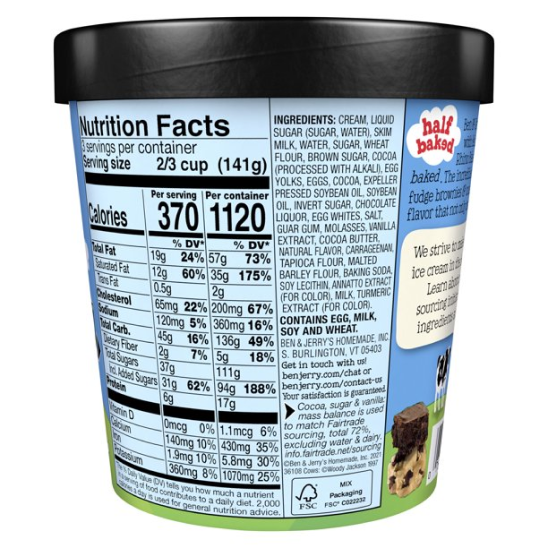 Nutrition Facts
3 servings per container
Serving size 2/3 cup (141g)
Per serving Per container
Calories 370 1120
% DV* % DV*
Total Fat 19g 24% 57g 73%
Saturated Fat 12g 60% 35g 175%
Trans Fat 0.5g 2g
Cholesterol 65mg 22% 200mg 67%
Sodium 120mg 5% 360mg 16%
Total Carb. 45g 16% 136g 49%
Dietary Fiber 2g 7% 5g 18%
Total Sugars 37g 111g
Incl. Added Sugars 31g 62% 94g 188%
Protein 6g 17g
Vitamin D 0mcg 0% 1.1mcg 6%
Calcium 140mg 10% 430mg 35%
Iron 1.9mg 10% 5.8mg 30%
Potassium 360mg 8% 1070mg 25%
% Daily Value (DV) tells you how much a nutrient
serving of food contributes to a daily diet. 2,000
a day is used for general nutrition advice.
INGREDIENTS: CREAM, LIQUID
SUGAR (SUGAR, WATER), SKIM
MILK, WATER, SUGAR, WHEAT
FLOUR, BROWN SUGAR, COCOA
(PROCESSED WITH ALKALI), EGG
YOLKS, EGGS, COCOA, EXPELLER
PRESSED SOYBEAN OIL, SOYBEAN
OIL, INVERT SUGAR, CHOCOLATE
LIQUOR, EGG WHITES, SALT,
GUAR GUM, MOLASSES, VANILLA
EXTRACT, COCOA BUTTER,
NATURAL FLAVOR, CARRAGEENAN,
TAPIOCA FLOUR, MALTED
BARLEY FLOUR, BAKING SODA,
SOY LECITHIN, ANNATTO EXTRACT
(FOR COLOR), MILK, TURMERIC
EXTRACT (FOR COLOR).
CONTAINS EGG, MILK,
SOY AND WHEAT.
BEN & JERRY'S HOMEMADE, INC.
S. BURLINGTON, VT 05403
Get in touch with us!
benjerry.com/chat or
benjerry.com/contact-us
Your satisfaction is guaranteed.
Cocoa, sugar & vanilla:
mass balance is used
to match Fairtrade
sourcing, total 72%,
excluding water & dairy.
info.fairtrade.net/sourcing
©Ben & Jerry's Homemade, Inc. 2021
36108 Cows: ©Woody Jackson 1997
FSC
MIX
Packaging
FSC® C022232
half
baked
baked. The
fudge brownies
flavor that
We strive to
ice cream in
Learn
sourcing